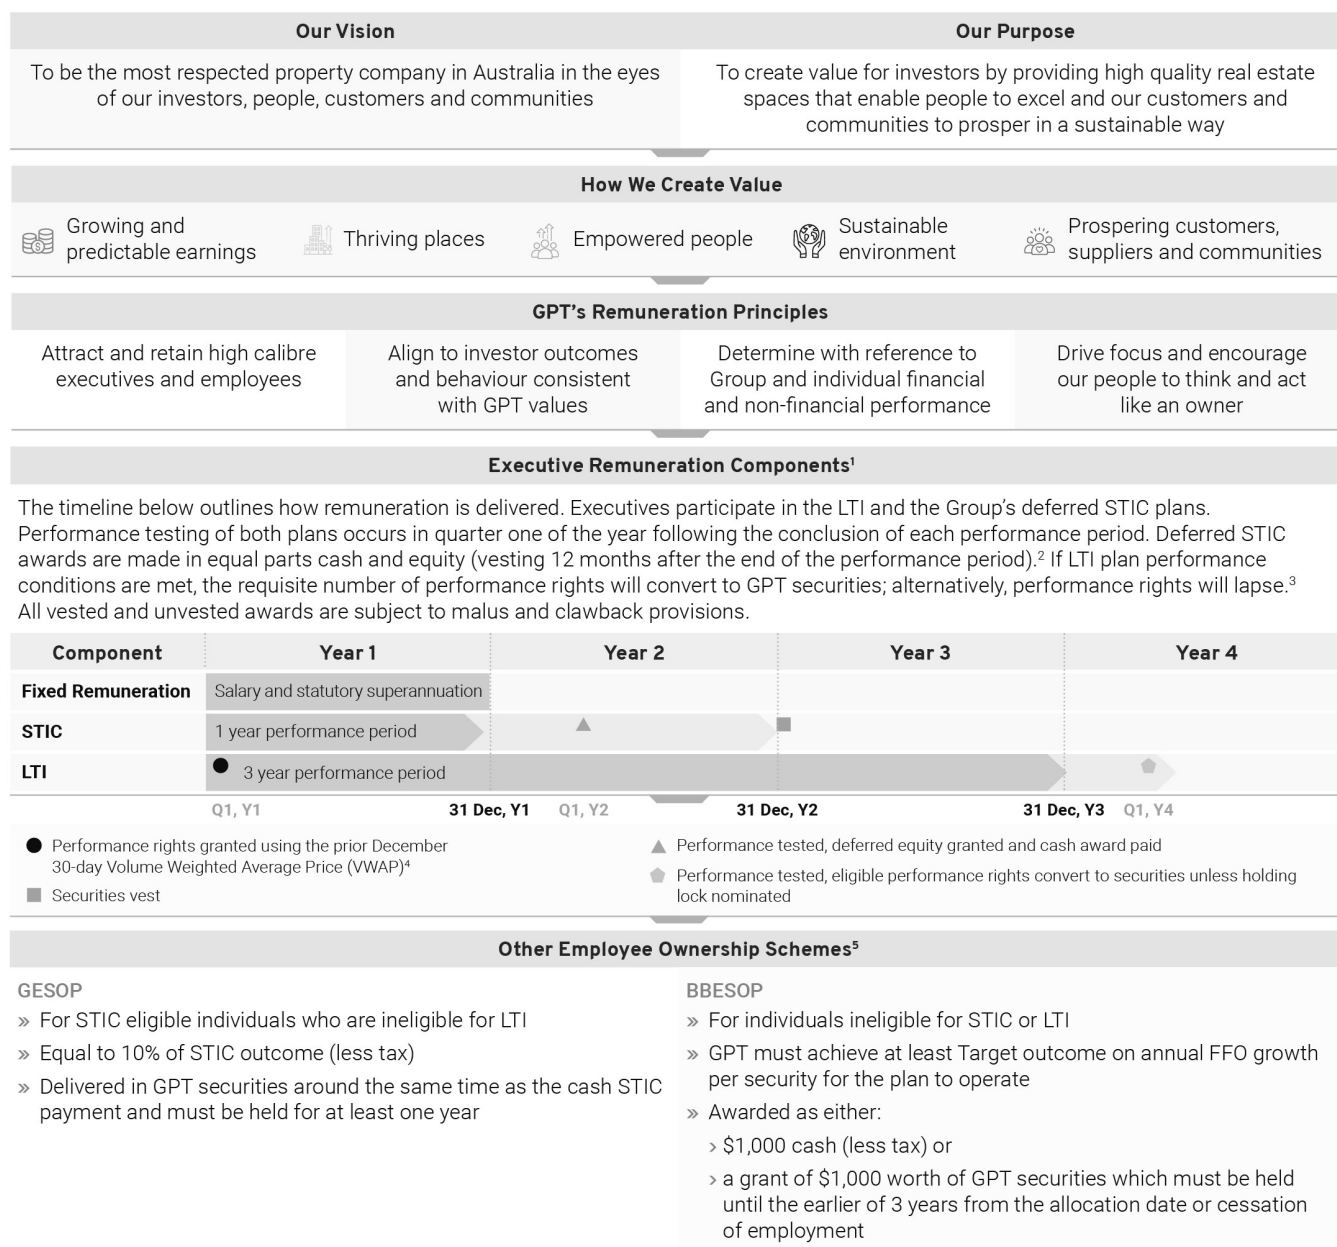 Our Vision
To be the most respected property company in Australia in the eyes
of our investors, people, customers and communities
Our Purpose
To create value for investors by providing high quality real estate
spaces that enable people to excel and our customers and
communities to prosper in a sustainable way
How We Create Value
Growing and
predictable earnings
Thriving places
Empowered people
Sustainable
environment
Prospering customers,
suppliers and communities
GPT's Remuneration Principles
Attract and retain high calibre
executives and employees
Align to investor outcomes
and behaviour consistent
with GPT values
Determine with reference to
Group and individual financial
and non-financial performance
Drive focus and encourage
our people to think and act
like an owner
Executive Remuneration Components¹
The timeline below outlines how remuneration is delivered. Executives participate in the LTI and the Group's deferred STIC plans.
Performance testing of both plans occurs in quarter one of the year following the conclusion of each performance period. Deferred STIC
awards are made in equal parts cash and equity (vesting 12 months after the end of the performance period).² If LTI plan performance
conditions are met, the requisite number of performance rights will convert to GPT securities; alternatively, performance rights will lapse.³
All vested and unvested awards are subject to malus and clawback provisions.
Component Year 1 Year 2 Year 3 Year 4
Fixed Remuneration Salary and statutory superannuation
STIC 1 year performance period
LTI 3 year performance period
Q1, Y1 31 Dec, Y1 Q1, Y2 31 Dec, Y2 31 Dec, Y3 Q1, Y4
Performance rights granted using the prior December
30-day Volume Weighted Average Price (VWAP)⁴
Securities vest
Performance tested, deferred equity granted and cash award paid
Performance tested, eligible performance rights convert to securities unless holding
lock nominated
Other Employee Ownership Schemes⁵
GESOP
» For STIC eligible individuals who are ineligible for LTI
» Equal to 10% of STIC outcome (less tax)
» Delivered in GPT securities around the same time as the cash STIC
payment and must be held for at least one year
BBESOP
» For individuals ineligible for STIC or LTI
» GPT must achieve at least Target outcome on annual FFO growth
per security for the plan to operate
» Awarded as either:
› $1,000 cash (less tax) or
› a grant of $1,000 worth of GPT securities which must be held
until the earlier of 3 years from the allocation date or cessation
of employment